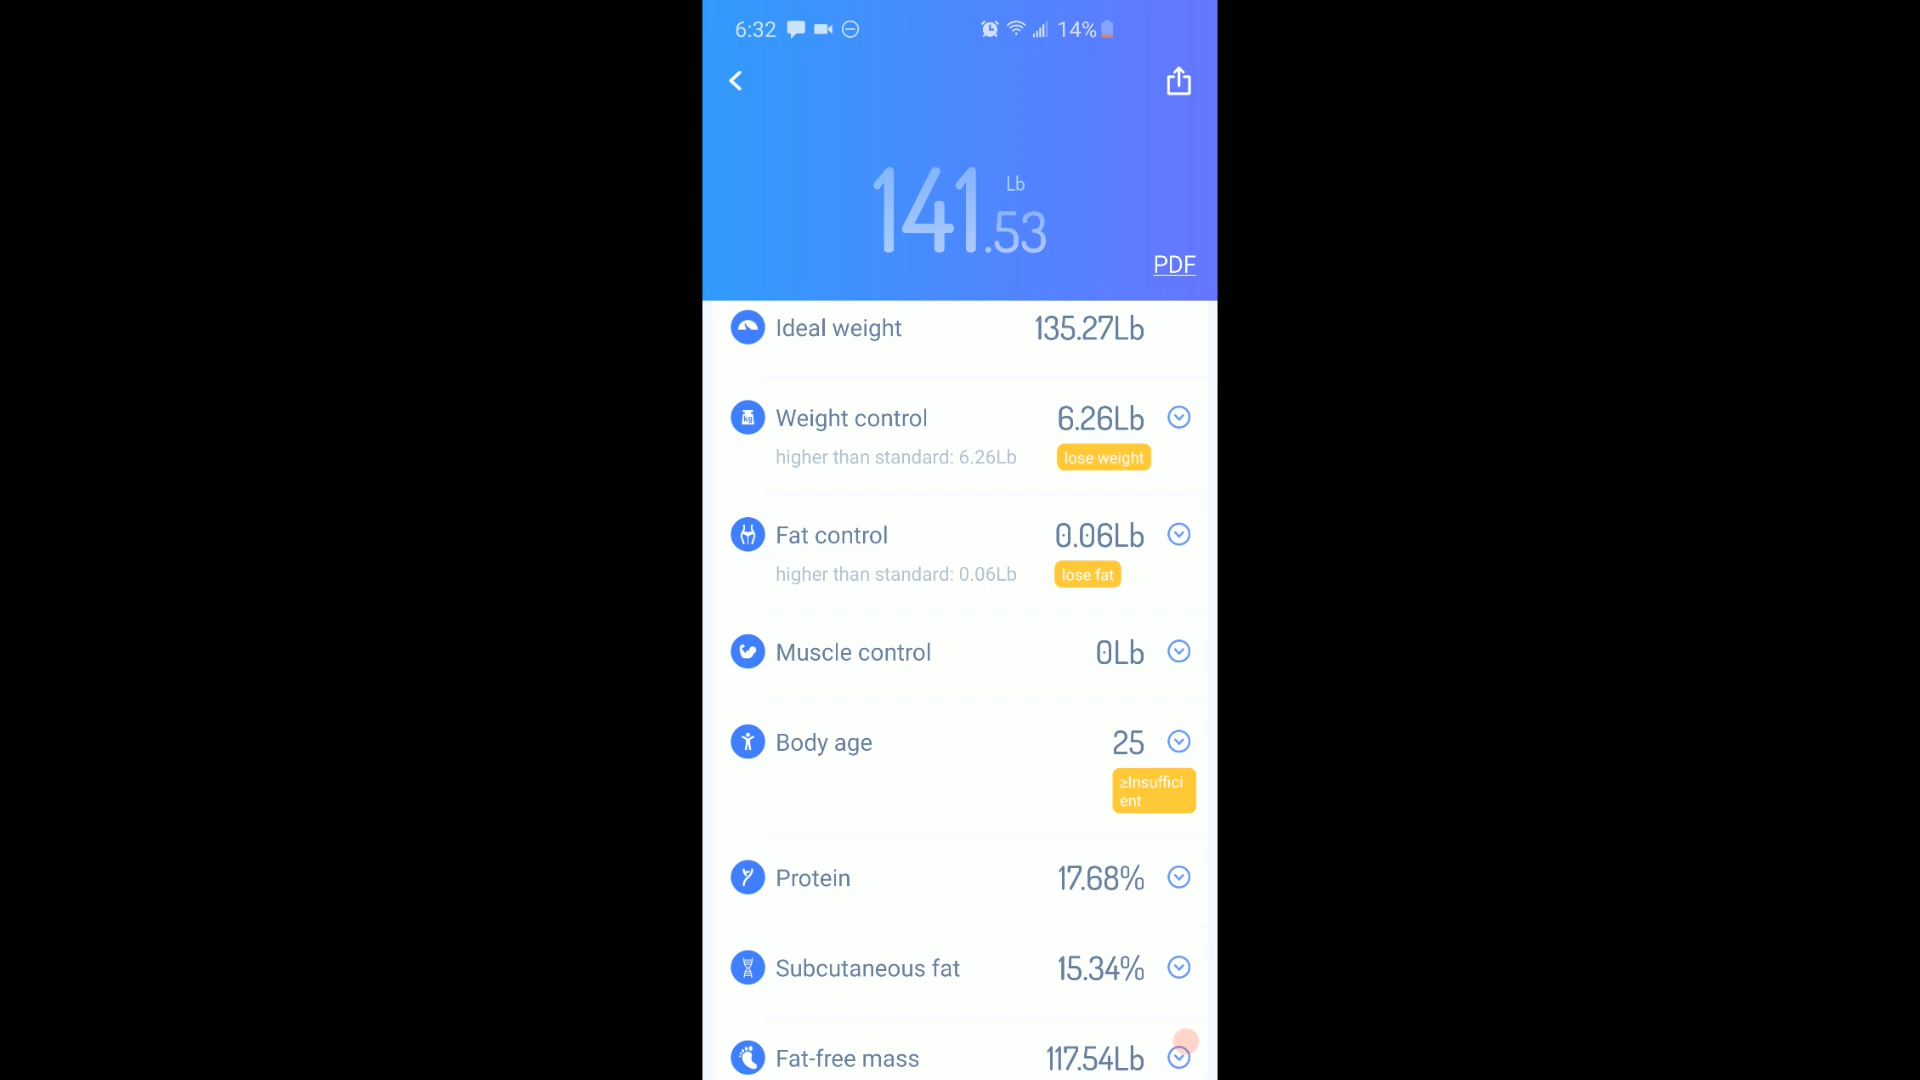 6:32 14%
Lb
141.53
PDF
Ideal weight 135.27Lb
kg
Weight control 6.26Lb
higher than standard: 6.26Lb lose weight
Fat control 0.06Lb
higher than standard: 0.06Lb lose fat
Muscle control 0Lb
Body age 25
≥Insuffici
ent
Protein 17.68%
Subcutaneous fat 15.34%
Fat-free mass 117.54Lb